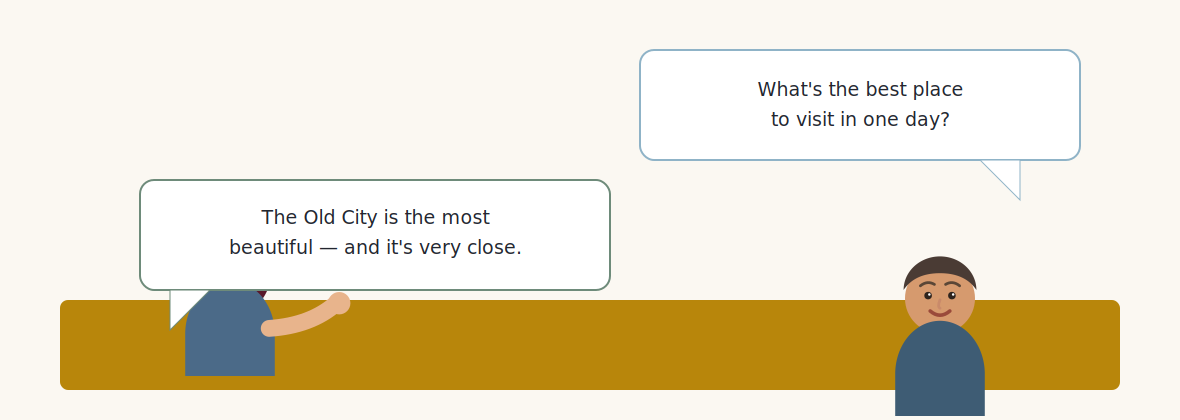 What's the best place
to visit in one day?
The Old City is the most
beautiful — and it's very close.